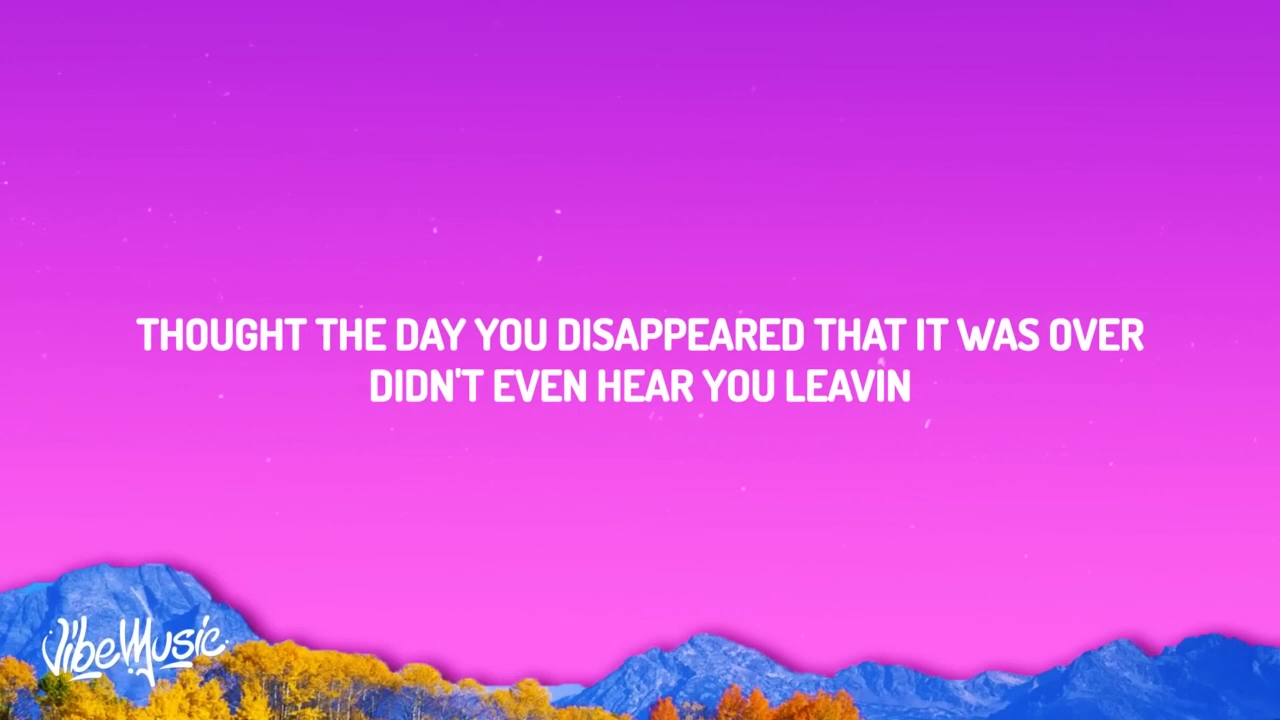 THOUGHT THE DAY YOU DISAPPEARED THAT IT WAS OVER
DIDN'T EVEN HEAR YOU LEAVIN
VibeMusic